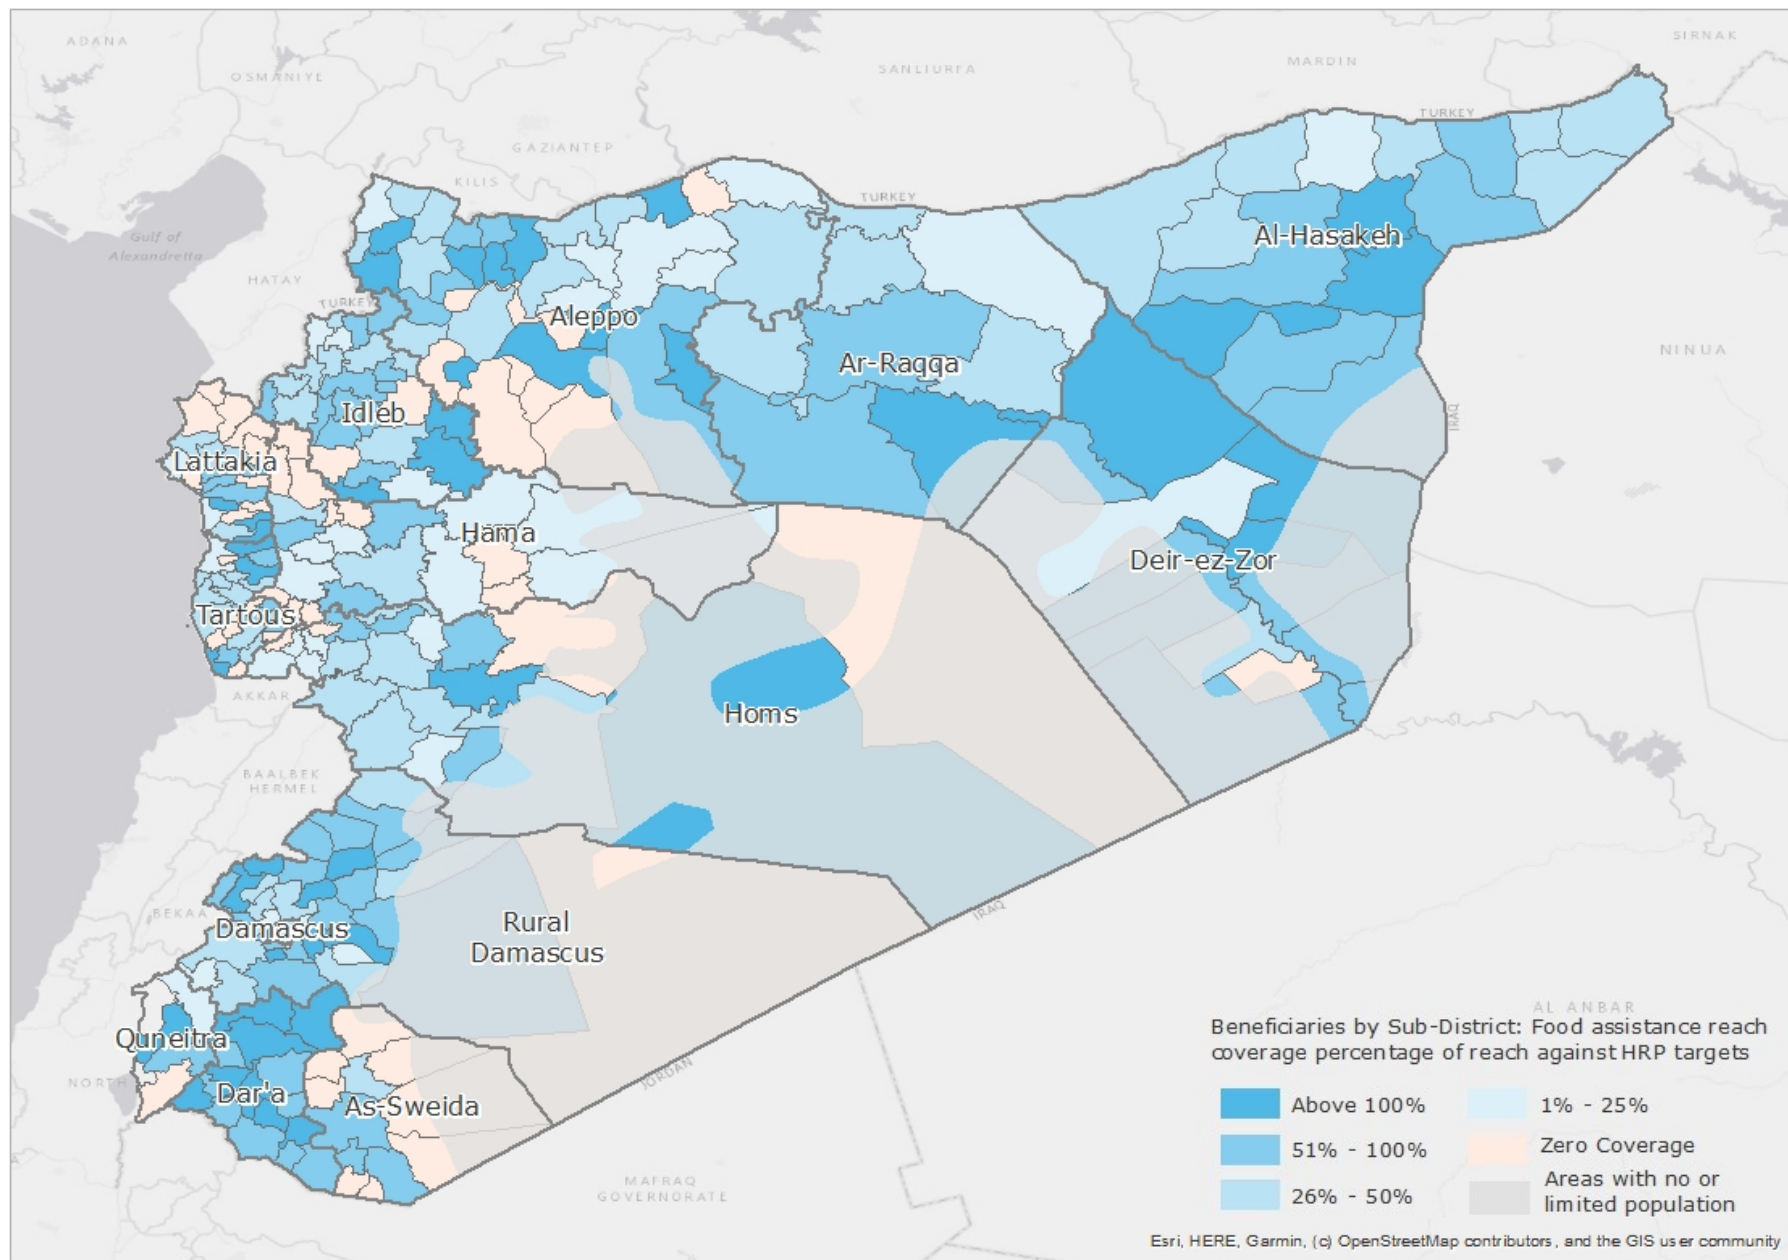 ADANA
OSMANIYE
SANLIURFA
MARDIN
SIRNAK
GAZIANTEP
KILIS
TURKEY
TURKEY
Gulf of
Alexandretta
HATAY
TURKEY
Al-Hasakeh
Aleppo
Ar-Raqqa
NINUA
Idleb
IRAQ
Lattakia
Hama
Deir-ez-Zor
Tartous
AKKAR
Homs
BAALBEK
HERMEL
BEKAA
Damascus
Rural
Damascus
IRAQ
Quneitra
NORTH
Dar'a
As-Sweida
JORDAN
MAFRAQ
GOVERNORATE
AL ANBAR
Beneficiaries by Sub-District: Food assistance reach
coverage percentage of reach against HRP targets
Above 100%
51% - 100%
26% - 50%
1% - 25%
Zero Coverage
Areas with no or
limited population
Esri, HERE, Garmin, (c) OpenStreetMap contributors, and the GIS user community